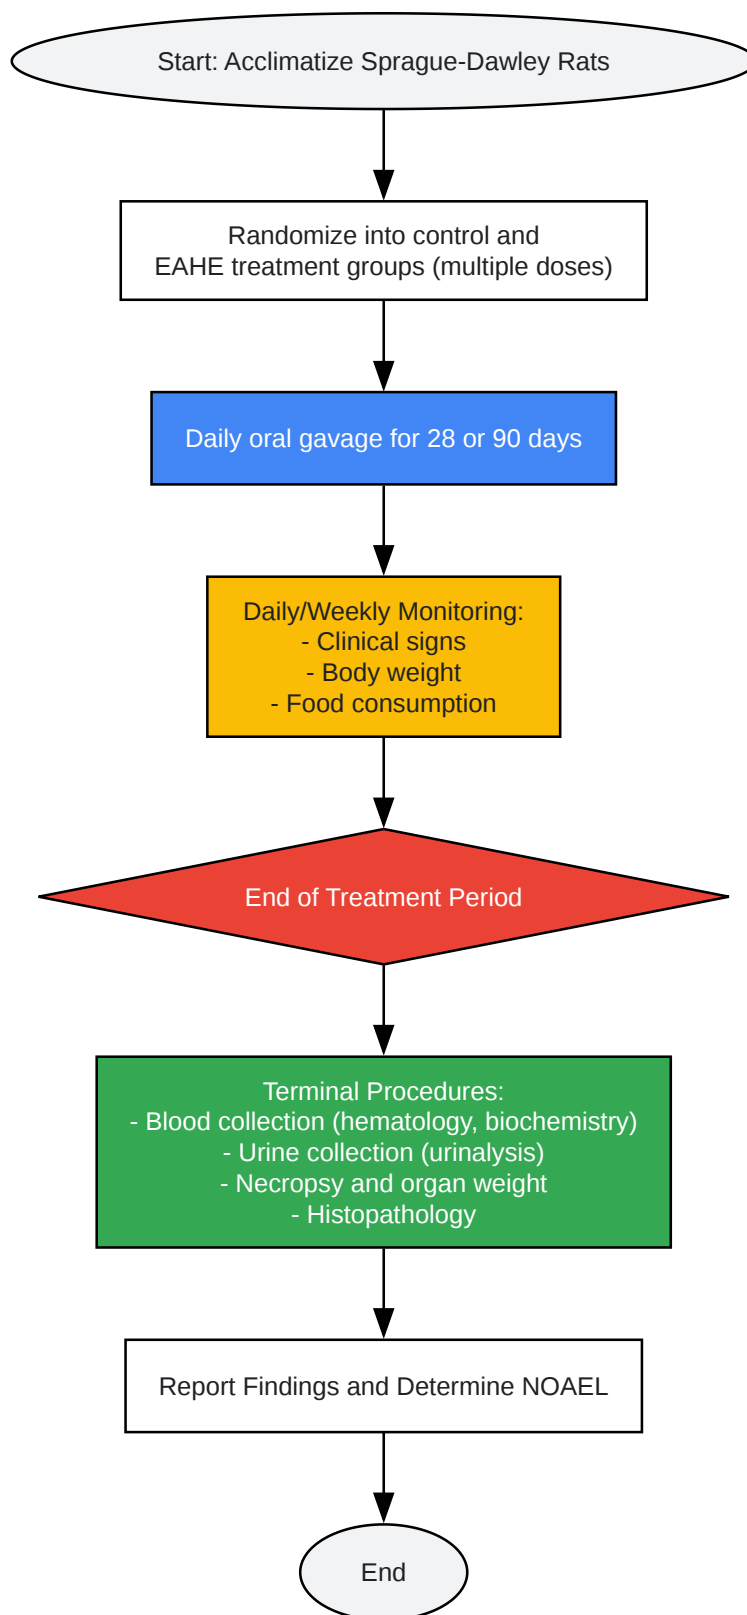 Start: Acclimatize Sprague-Dawley Rats
Randomize into control and
EAHE treatment groups (multiple doses)
Daily oral gavage for 28 or 90 days
Daily/Weekly Monitoring:
- Clinical signs
- Body weight
- Food consumption
End of Treatment Period
Terminal Procedures:
- Blood collection (hematology, biochemistry)
- Urine collection (urinalysis)
- Necropsy and organ weight
- Histopathology
Report Findings and Determine NOAEL
End